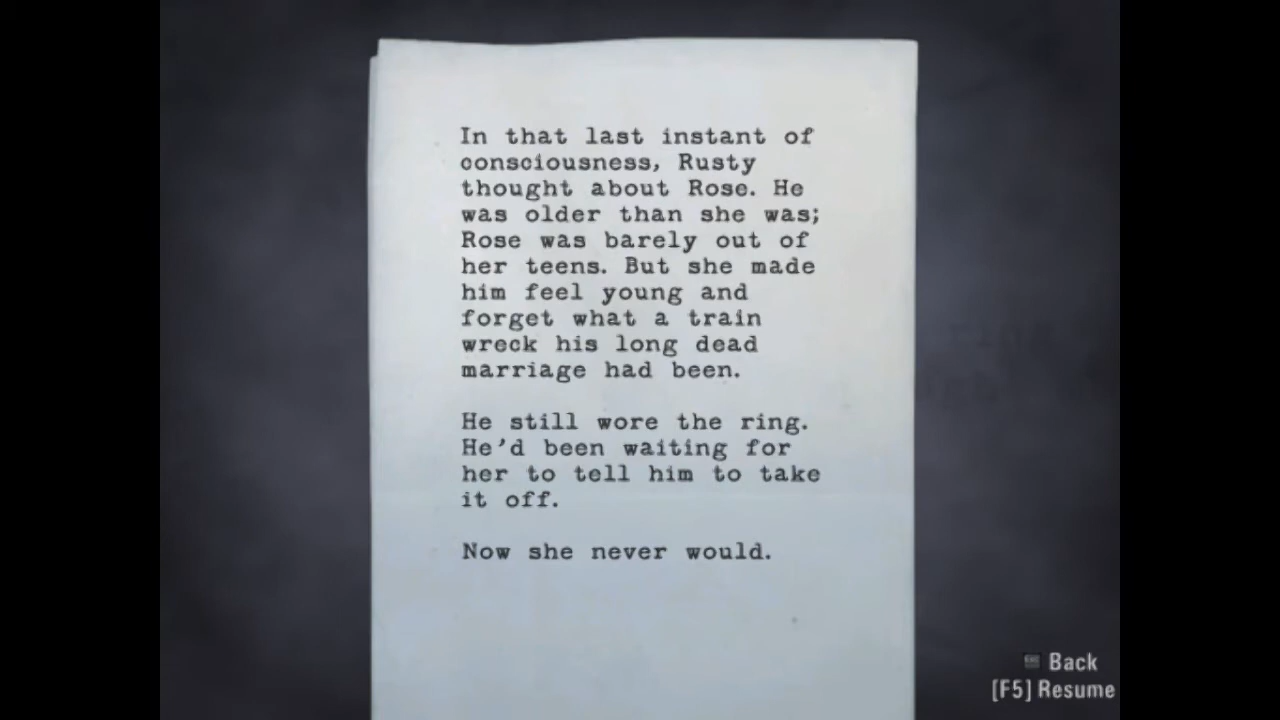 In that last instant of
consciousness, Rusty
thought about Rose. He
was older than she was;
Rose was barely out of
her teens. But she made
him feel young and
forget what a train
wreck his long dead
marriage had been.
He still wore the ring.
He'd been waiting for
her to tell him to take
it off.
Now she never would.
Back
[F5] Resume